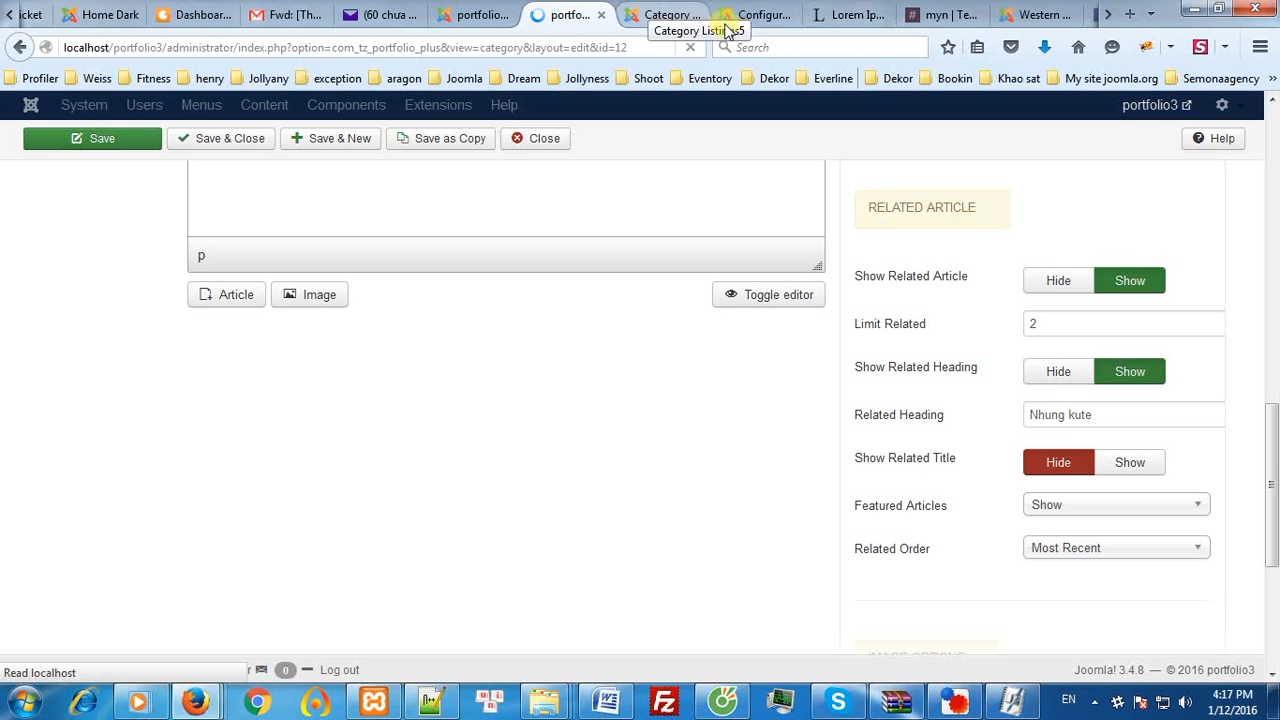 icket Home Dark Dashboar... Fwd: [Th... (60 chua ... portfolio... portfo... × Category ... Configur... Lorem Ip... myn | Te... Western ...
Category Listings5
localhost/portfolio3/administrator/index.php?option=com_tz_portfolio_plus&view=category&layout=edit&id=12 Search
Profiler Weiss Fitness henry Jollyany exception aragon Joomla Dream Jollyness Shoot Eventory Dekor Everline Dekor Bookin Khao sat My site joomla.org Semonaagency »
System Users Menus Content Components Extensions Help portfolio3
Save Save & Close Save & New Save as Copy Close Help
RELATED ARTICLE
p
Show Related Article Hide Show
Article Image Toggle editor
Limit Related 2
Show Related Heading Hide Show
Related Heading Nhung kute
Show Related Title Hide Show
Featured Articles Show
Related Order Most Recent
IMAGE OPTIONS
Read localhost 0 Log out Joomla! 3.4.8 — © 2016 portfolio3
EN 4:17 PM
1/12/2016